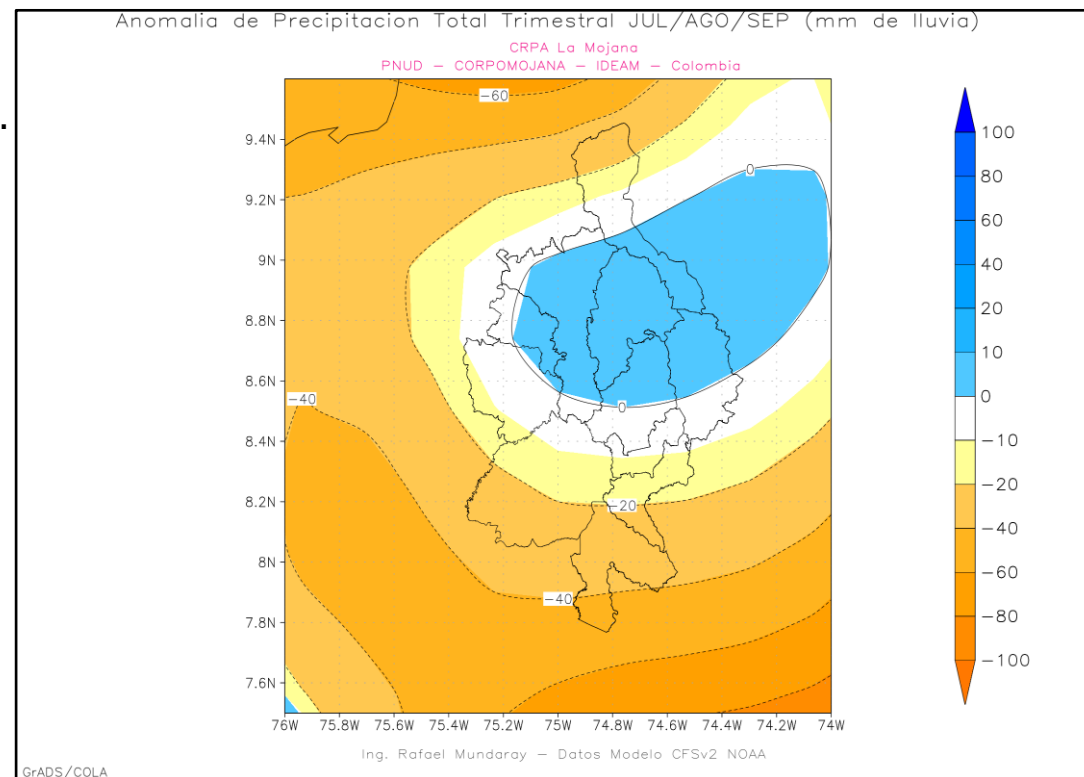 Anomalia de Precipitacion Total Trimestral JUL/AGO/SEP (mm de lluvia)
CRPA La Mojana
PNUD – CORPOMOJANA – IDEAM – Colombia
.
9.4N
9.2N
9N
8.8N
8.6N
8.4N
8.2N
8N
7.8N
7.6N
−60
0
−40
0
−20
−40
76W 75.8W 75.6W 75.4W 75.2W 75W 74.8W 74.6W 74.4W 74.2W 74W
100
80
60
40
20
10
0
−10
−20
−40
−60
−80
−100
Ing. Rafael Mundaray – Datos Modelo CFSv2 NOAA
GrADS/COLA